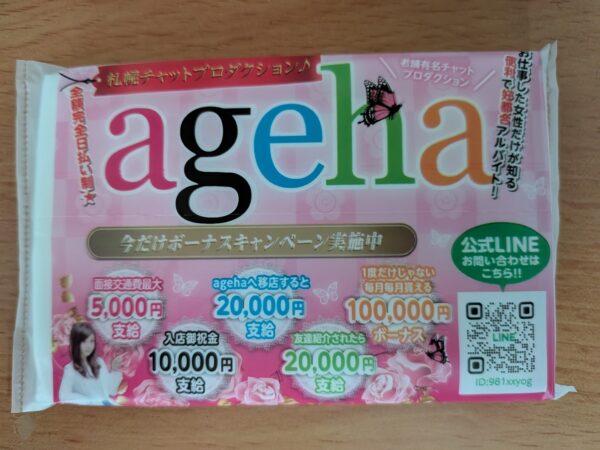 札幌チャットプロダクション♪
老舗有名チャット
プロダクション
全額完全日払い制★
お仕事した女性だけが知る
便利で好都合アルバイト!
ageha
今だけボーナスキャンペーン実施中
公式LINE
お問い合わせは
こちら!!
面接交通費最大
5,000円
支給
agehaへ移店すると
20,000円
支給
1度だけじゃない
毎月毎月貰える
100,000円
ボーナス
入店御祝金
10,000円
支給
友達紹介されたら
20,000円
支給
LINE
ID:981xxyog